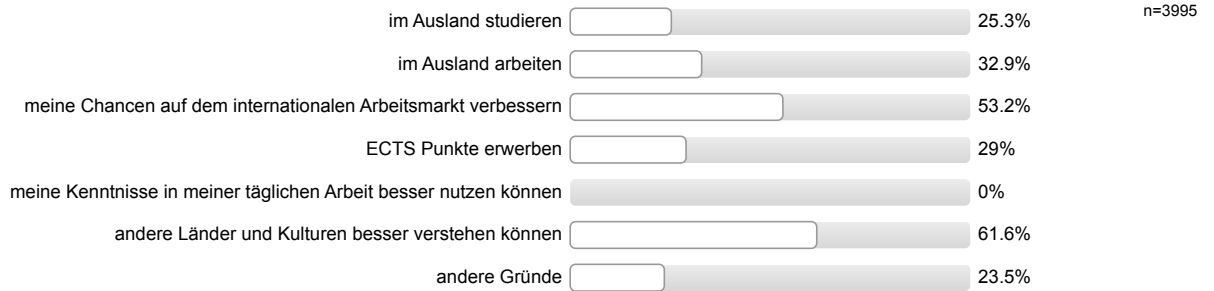 im Ausland studieren 25.3% n=3995
im Ausland arbeiten 32.9%
meine Chancen auf dem internationalen Arbeitsmarkt verbessern 53.2%
ECTS Punkte erwerben 29%
meine Kenntnisse in meiner täglichen Arbeit besser nutzen können 0%
andere Länder und Kulturen besser verstehen können 61.6%
andere Gründe 23.5%